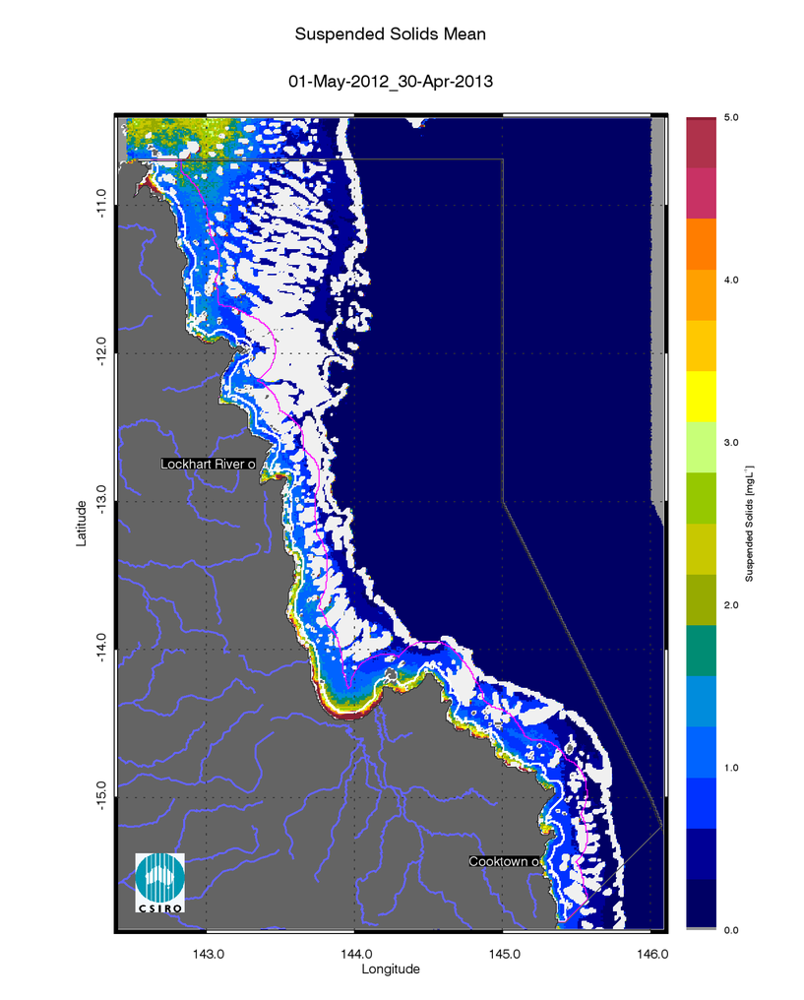 Suspended Solids Mean
01-May-2012_30-Apr-2013
5.0
4.0
3.0
2.0
1.0
0.0
Suspended Solids [mgL⁻¹]
Latitude
-11.0
-12.0
-13.0
-14.0
-15.0
Lockhart River o
Cooktown o
CSIRO
143.0
144.0
145.0
146.0
Longitude